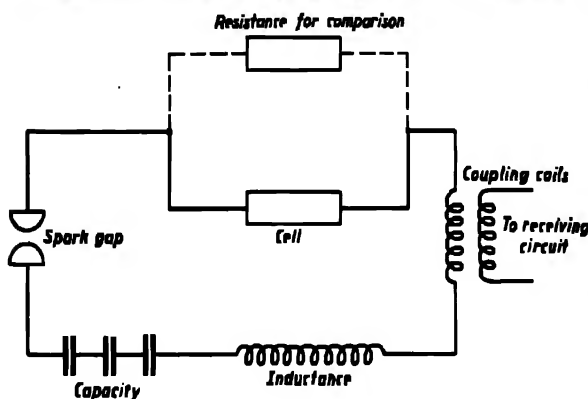 Resistance for comparison
Coupling coils
Cell
Spark gap
To receiving
circuit
Capacity
Inductance